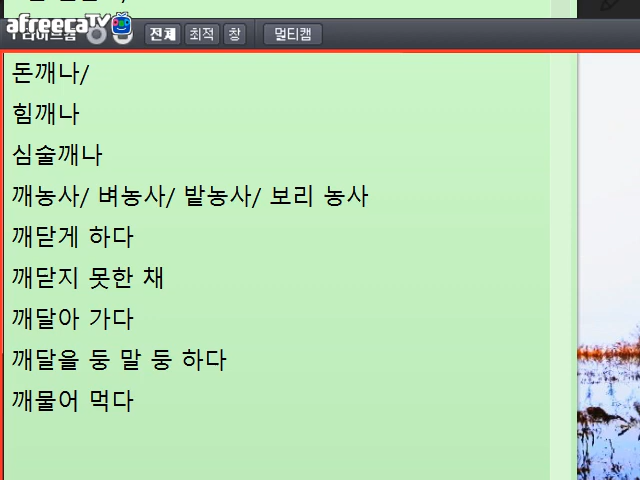 afreecaTV
전체 최적 창 멀티캠
돈깨나/
힘깨나
심술깨나
깨농사/ 벼농사/ 밭농사/ 보리 농사
깨닫게 하다
깨닫지 못한 채
깨달아 가다
깨달을 둥 말 둥 하다
깨물어 먹다